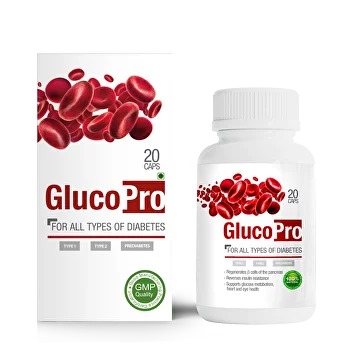 20
CAPS
GlucoPro
FOR ALL TYPES OF DIABETES
TYPE 1 TYPE 2 PREDIABETES
GMP
Quality
20
CAPS
GlucoPro
FOR ALL TYPES OF DIABETES
• Regenerates β cells of the pancreas
• Reverses insulin resistance
• Supports glucose metabolism,
heart and eye health
100%